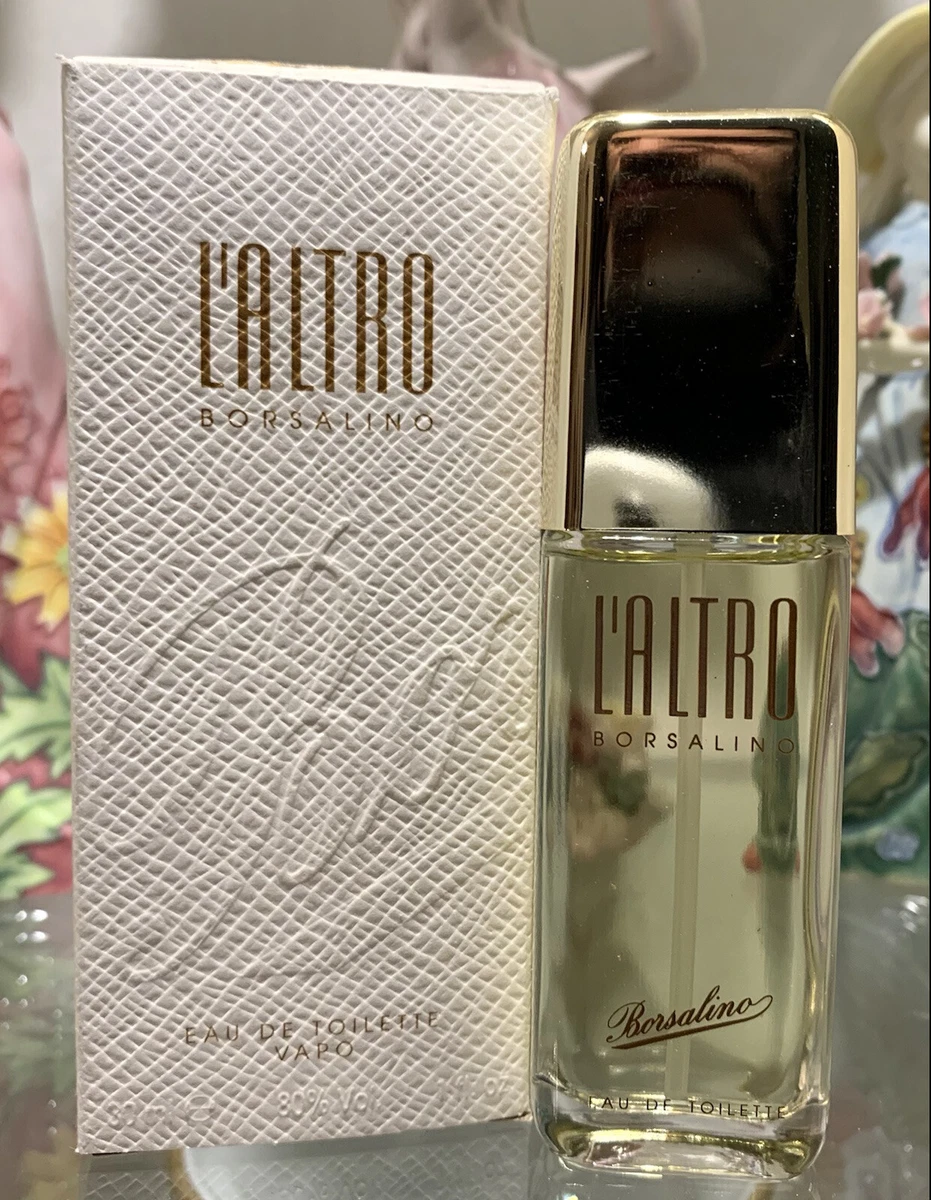 L'ALTRO
BORSALINO
EAU DE TOILETTE
VAPO
80% Vol
L'ALTRO
BORSALINO
Borsalino
EAU DE TOILETTE